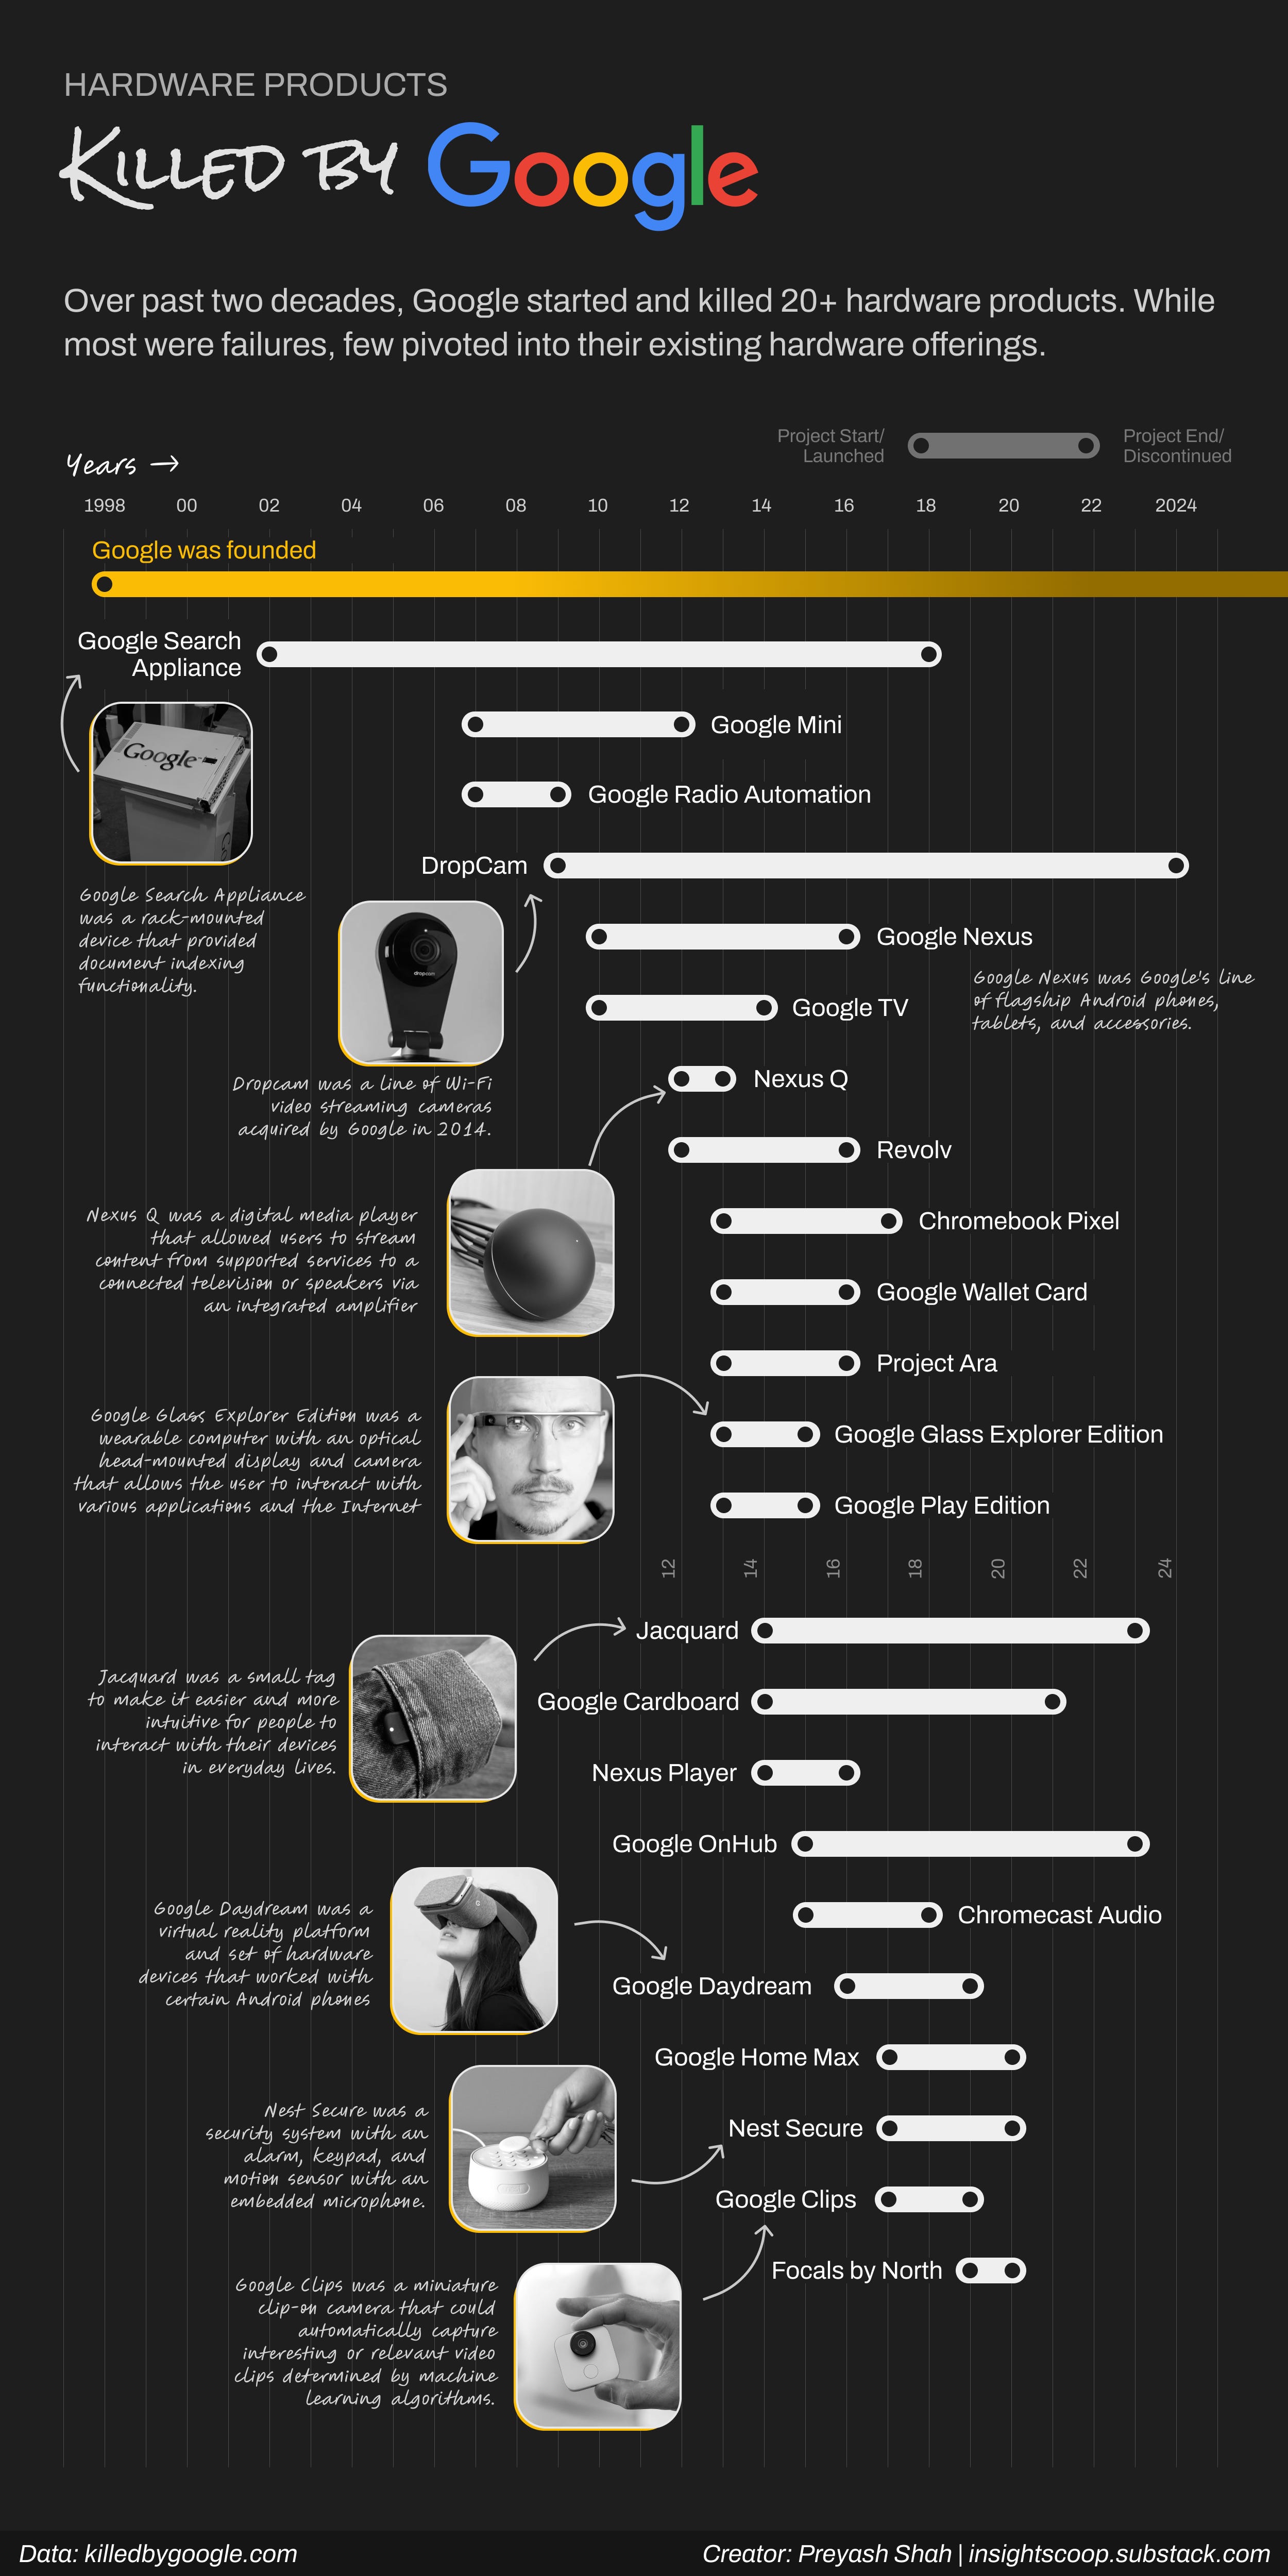 HARDWARE PRODUCTS
KILLED BY Google
Over past two decades, Google started and killed 20+ hardware products. While
most were failures, few pivoted into their existing hardware offerings.
Project Start/
Launched
Project End/
Discontinued
Years →
1998 00 02 04 06 08 10 12 14 16 18 20 22 2024
Google was founded
Google Search
Appliance
Google
Google Mini
Google Radio Automation
DropCam
Google Search Appliance
was a rack-mounted
device that provided
document indexing
functionality.
dropcam
Google Nexus
Google Nexus was Google's line
of flagship Android phones,
tablets, and accessories.
Google TV
Dropcam was a line of Wi-Fi
video streaming cameras
acquired by Google in 2014.
Nexus Q
Revolv
Nexus Q was a digital media player
that allowed users to stream
content from supported services to a
connected television or speakers via
an integrated amplifier
Chromebook Pixel
Google Wallet Card
Project Ara
Google Glass Explorer Edition was a
wearable computer with an optical
head-mounted display and camera
that allows the user to interact with
various applications and the Internet
Google Glass Explorer Edition
Google Play Edition
12 14 16 18 20 22 24
Jacquard
Jacquard was a small tag
to make it easier and more
intuitive for people to
interact with their devices
in everyday lives.
Google Cardboard
Nexus Player
Google OnHub
Chromecast Audio
Google Daydream was a
virtual reality platform
and set of hardware
devices that worked with
certain Android phones
G
Google Daydream
Google Home Max
Nest Secure was a
security system with an
alarm, keypad, and
motion sensor with an
embedded microphone.
Nest Secure
Google Clips
Focals by North
Google Clips was a miniature
clip-on camera that could
automatically capture
interesting or relevant video
clips determined by machine
learning algorithms.
Data: killedbygoogle.com
Creator: Preyash Shah | insightscoop.substack.com